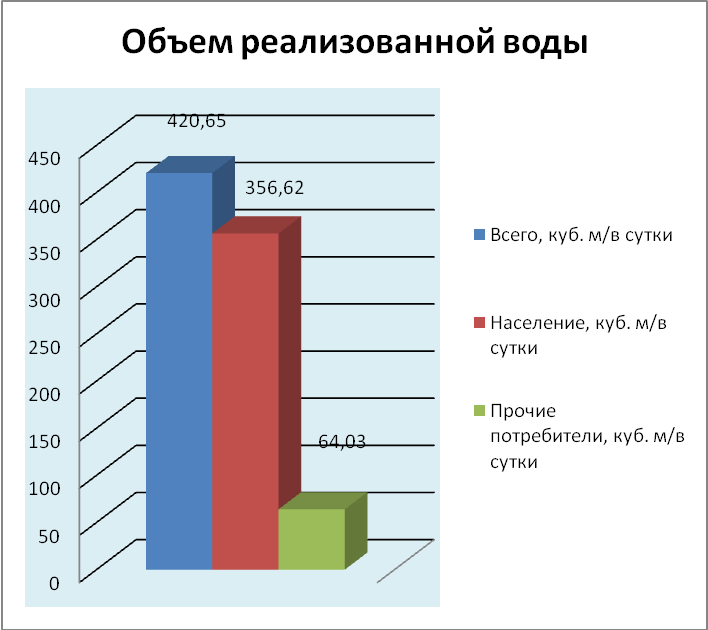 Объем реализованной воды
420,65
356,62
64,03
450
400
350
300
250
200
150
100
50
0
Всего, куб. м/в сутки
Население, куб. м/в
сутки
Прочие
потребители, куб. м/в
сутки